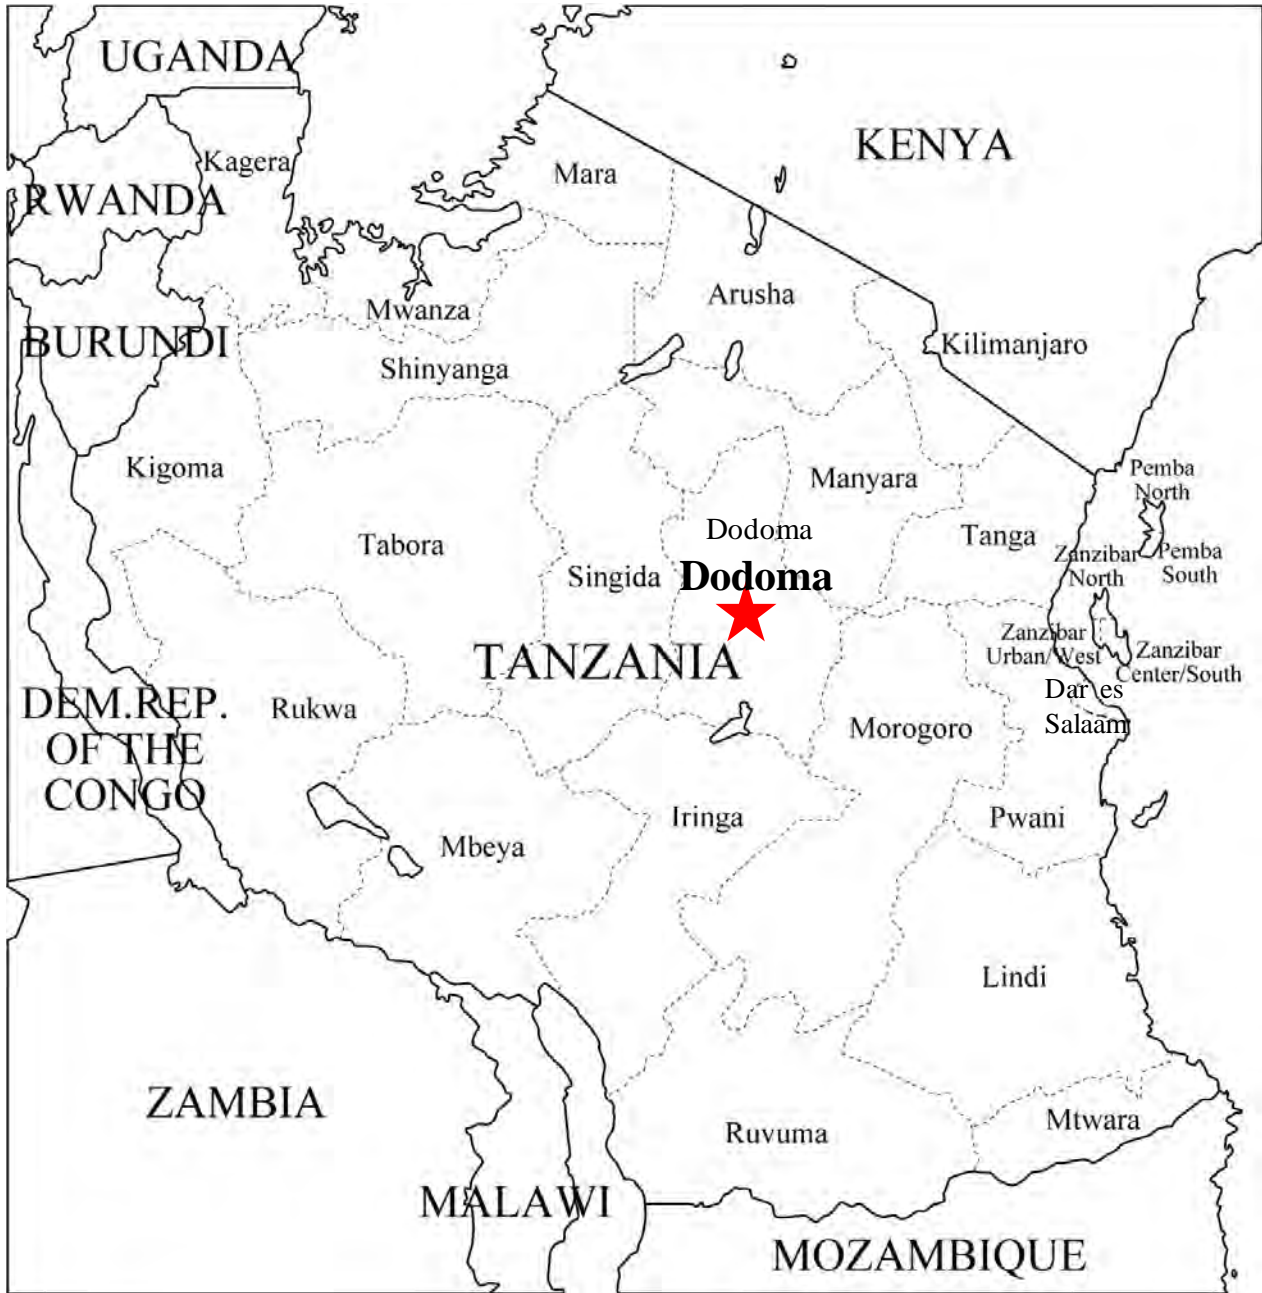 UGANDA
KENYA
Kagera
Mara
RWANDA
Arusha
Mwanza
BURUNDI
Kilimanjaro
Shinyanga
Kigoma
Manyara
Pemba
North
Dodoma
Tabora
Tanga
Zanzibar
North
Pemba
South
Singida
Dodoma
Zanzibar
Urban/West
Zanzibar
Center/South
TANZANIA
Dar es
Salaam
DEM.REP.
OF THE
CONGO
Rukwa
Morogoro
Iringa
Pwani
Mbeya
Lindi
ZAMBIA
Ruvuma
Mtwara
MALAWI
MOZAMBIQUE